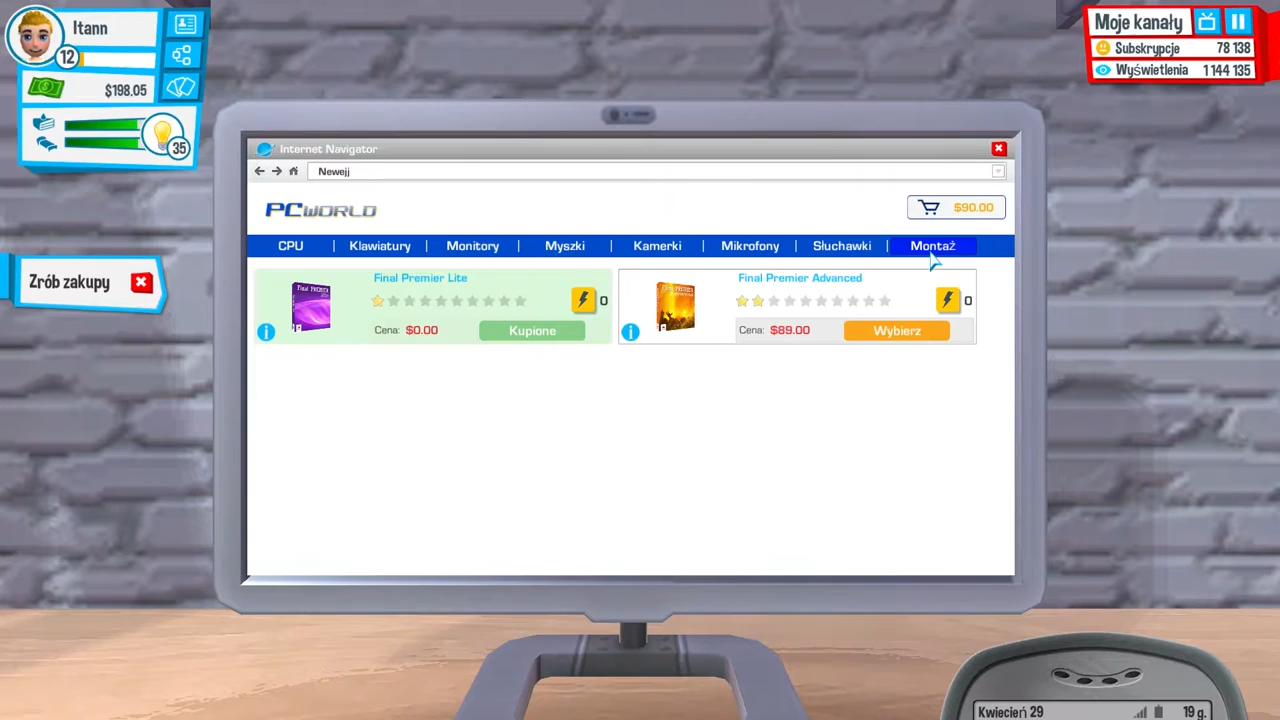 Itann
12
$198.05
35
Moje kanały
Subskrypcje 78 138
Wyświetlenia 1 144 135
Zrób zakupy
Internet Navigator
Newejj
PCWORLD
$90.00
CPU | Klawiatury | Monitory | Myszki | Kamerki | Mikrofony | Słuchawki | Montaż
Final Premier Lite
0
Cena: $0.00 Kupione
Final Premier Advanced
0
Cena: $89.00 Wybierz
Kwiecień 29 19 g.